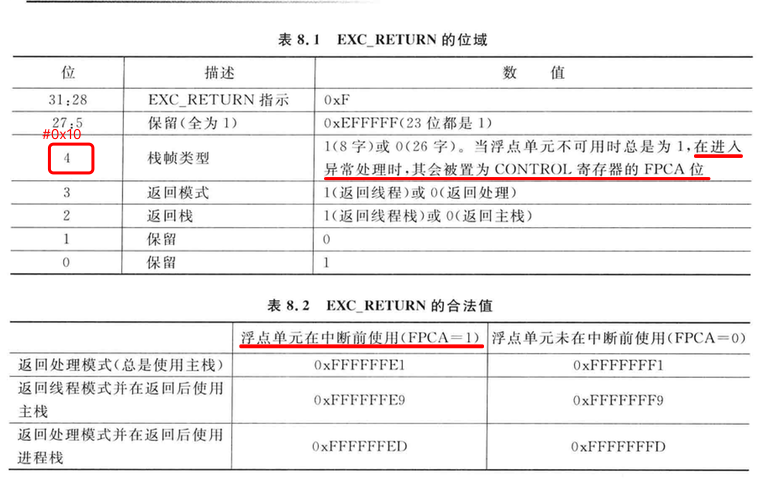 表 8.1 EXC_RETURN 的位域
位 描述 数 值
31:28 EXC_RETURN 指示 0xF
27:5 保留(全为 1) 0xEFFFFF(23 位都是 1)
#0x10
4 栈帧类型 1(8 字)或 0(26 字)。当浮点单元不可用时总是为 1,在进入
异常处理时,其会被置为 CONTROL 寄存器的 FPCA 位
3 返回模式 1(返回线程)或 0(返回处理)
2 返回栈 1(返回线程栈)或 0(返回主栈)
1 保留 0
0 保留 1
表 8.2 EXC_RETURN 的合法值
浮点单元在中断前使用(FPCA=1) 浮点单元未在中断前使用(FPCA=0)
返回处理模式(总是使用主栈) 0xFFFFFFE1 0xFFFFFFF1
返回线程模式并在返回后使用
主栈 0xFFFFFFE9 0xFFFFFFF9
返回处理模式并在返回后使用
进程栈 0xFFFFFFED 0xFFFFFFFD